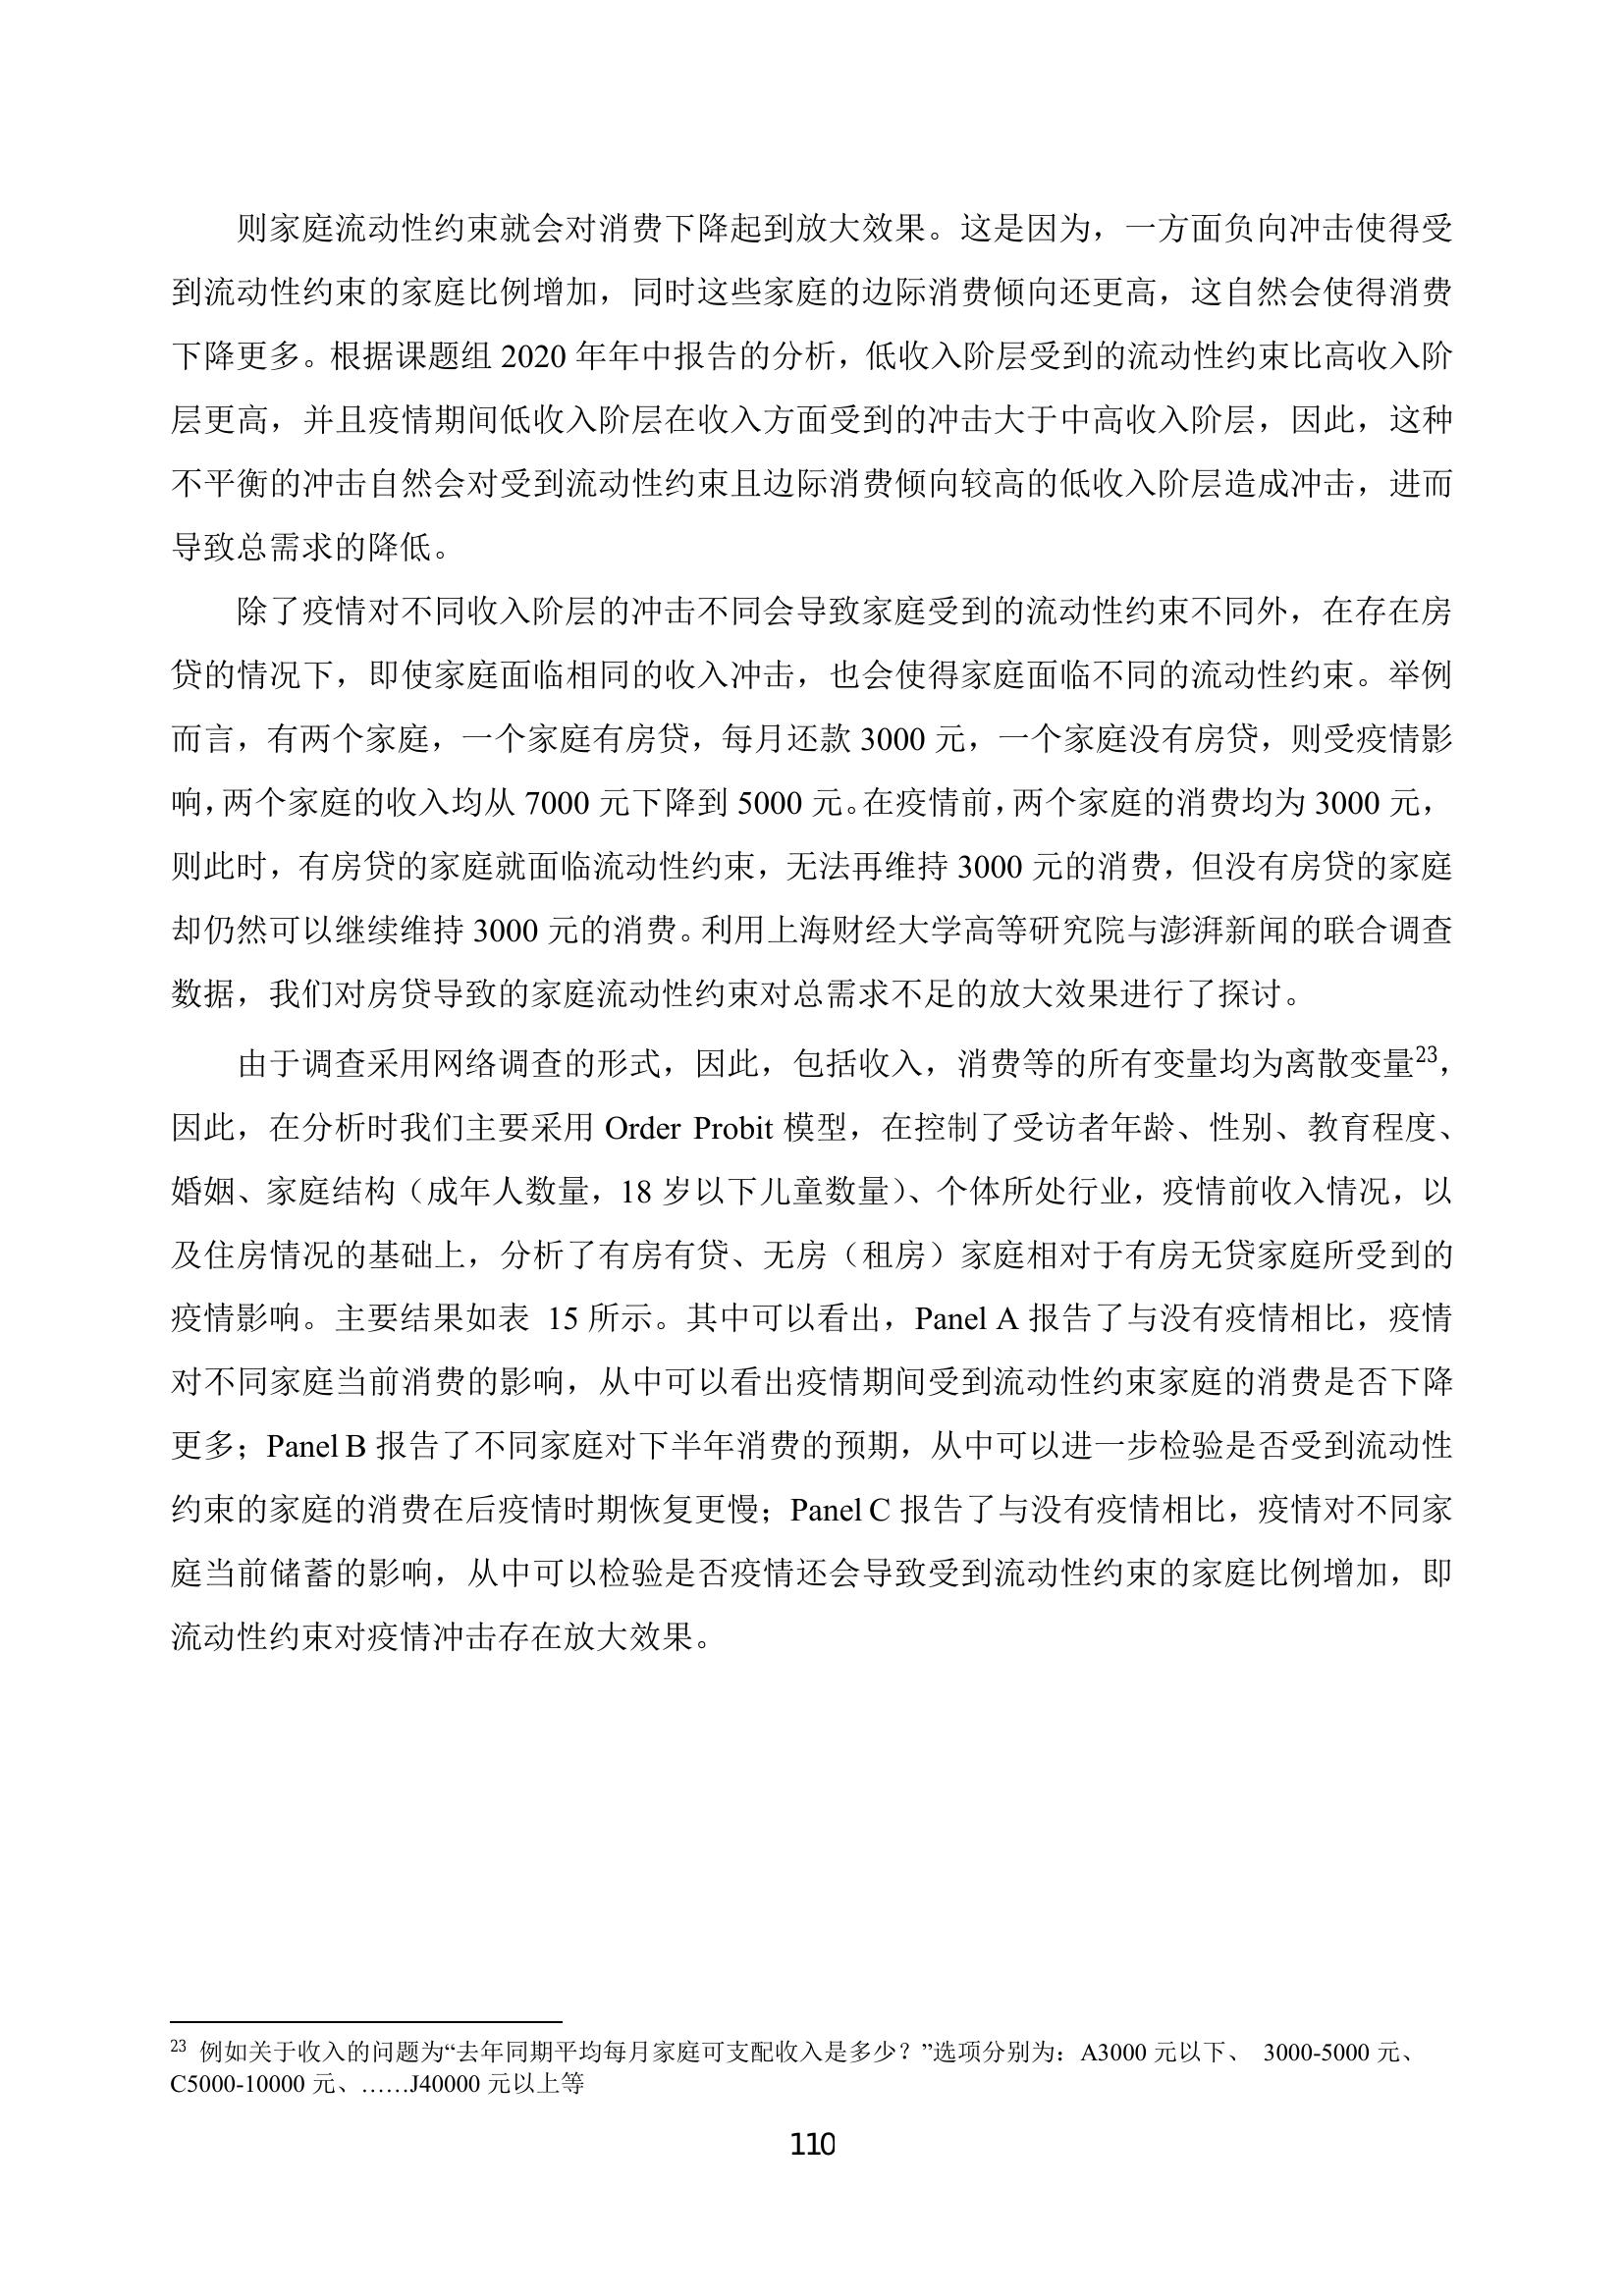 则家庭流动性约束就会对消费下降起到放大效果。这是因为，一方面负向冲击使得受
到流动性约束的家庭比例增加，同时这些家庭的边际消费倾向还更高，这自然会使得消费
下降更多。根据课题组 2020 年年中报告的分析，低收入阶层受到的流动性约束比高收入阶
层更高，并且疫情期间低收入阶层在收入方面受到的冲击大于中高收入阶层，因此，这种
不平衡的冲击自然会对受到流动性约束且边际消费倾向较高的低收入阶层造成冲击，进而
导致总需求的降低。
除了疫情对不同收入阶层的冲击不同会导致家庭受到的流动性约束不同外，在存在房
贷的情况下，即使家庭面临相同的收入冲击，也会使得家庭面临不同的流动性约束。举例
而言，有两个家庭，一个家庭有房贷，每月还款 3000 元，一个家庭没有房贷，则受疫情影
响，两个家庭的收入均从 7000 元下降到 5000 元。在疫情前，两个家庭的消费均为 3000 元，
则此时，有房贷的家庭就面临流动性约束，无法再维持 3000 元的消费，但没有房贷的家庭
却仍然可以继续维持 3000 元的消费。利用上海财经大学高等研究院与澎湃新闻的联合调查
数据，我们对房贷导致的家庭流动性约束对总需求不足的放大效果进行了探讨。
由于调查采用网络调查的形式，因此，包括收入，消费等的所有变量均为离散变量23，
因此，在分析时我们主要采用 Order Probit 模型，在控制了受访者年龄、性别、教育程度、
婚姻、家庭结构（成年人数量，18 岁以下儿童数量）、个体所处行业，疫情前收入情况，以
及住房情况的基础上，分析了有房有贷、无房（租房）家庭相对于有房无贷家庭所受到的
疫情影响。主要结果如表 15 所示。其中可以看出，Panel A 报告了与没有疫情相比，疫情
对不同家庭当前消费的影响，从中可以看出疫情期间受到流动性约束家庭的消费是否下降
更多；Panel B 报告了不同家庭对下半年消费的预期，从中可以进一步检验是否受到流动性
约束的家庭的消费在后疫情时期恢复更慢；Panel C 报告了与没有疫情相比，疫情对不同家
庭当前储蓄的影响，从中可以检验是否疫情还会导致受到流动性约束的家庭比例增加，即
流动性约束对疫情冲击存在放大效果。
23 例如关于收入的问题为“去年同期平均每月家庭可支配收入是多少？”选项分别为：A3000 元以下、 3000-5000 元、
C5000-10000 元、……J40000 元以上等
110